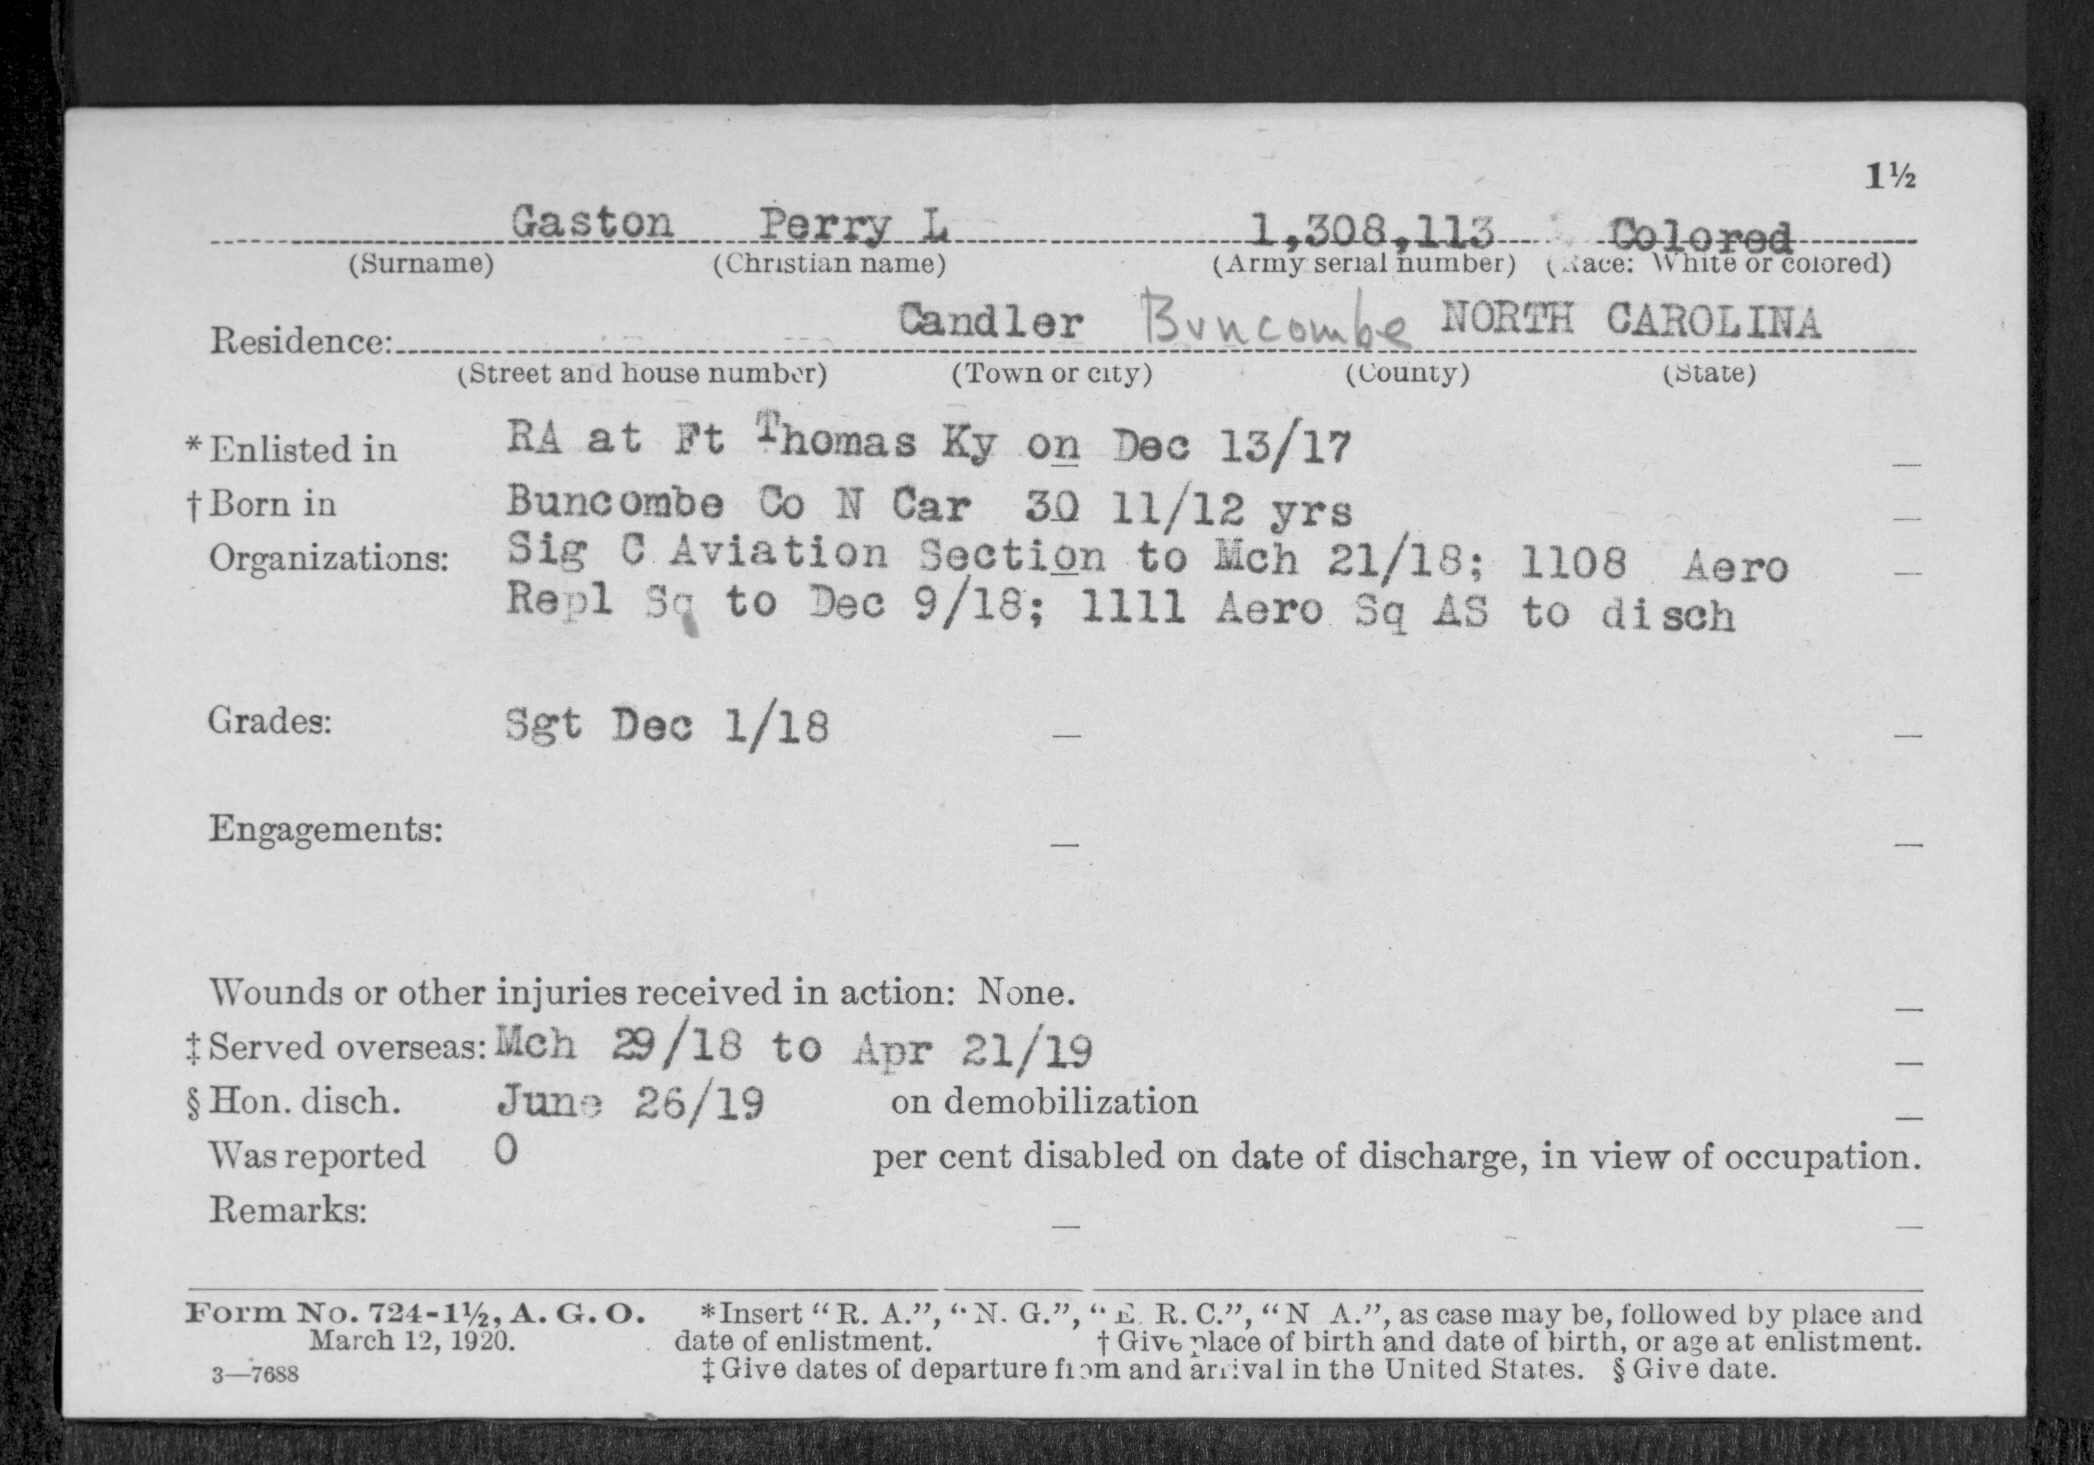 1½
Gaston Perry L 1,308,113 Colored
(Surname) (Christian name) (Army serial number) (Race: White or colored)
Residence: Candler Buncombe NORTH CAROLINA
(Street and house number) (Town or city) (County) (State)
* Enlisted in RA at Ft Thomas Ky on Dec 13/17
† Born in Buncombe Co N Car 30 11/12 yrs
Organizations: Sig C Aviation Section to Mch 21/18; 1108 Aero
Repl Sq to Dec 9/18; 1111 Aero Sq AS to disch
Grades: Sgt Dec 1/18
Engagements:
Wounds or other injuries received in action: None.
‡ Served overseas: Mch 29/18 to Apr 21/19
§ Hon. disch. June 26/19 on demobilization
Was reported 0 per cent disabled on date of discharge, in view of occupation.
Remarks:
Form No. 724-1½, A. G. O. *Insert "R. A.", "N. G.", "E. R. C.", "N. A.", as case may be, followed by place and
March 12, 1920. date of enlistment. † Give place of birth and date of birth, or age at enlistment.
3—7688 ‡ Give dates of departure from and arrival in the United States. § Give date.